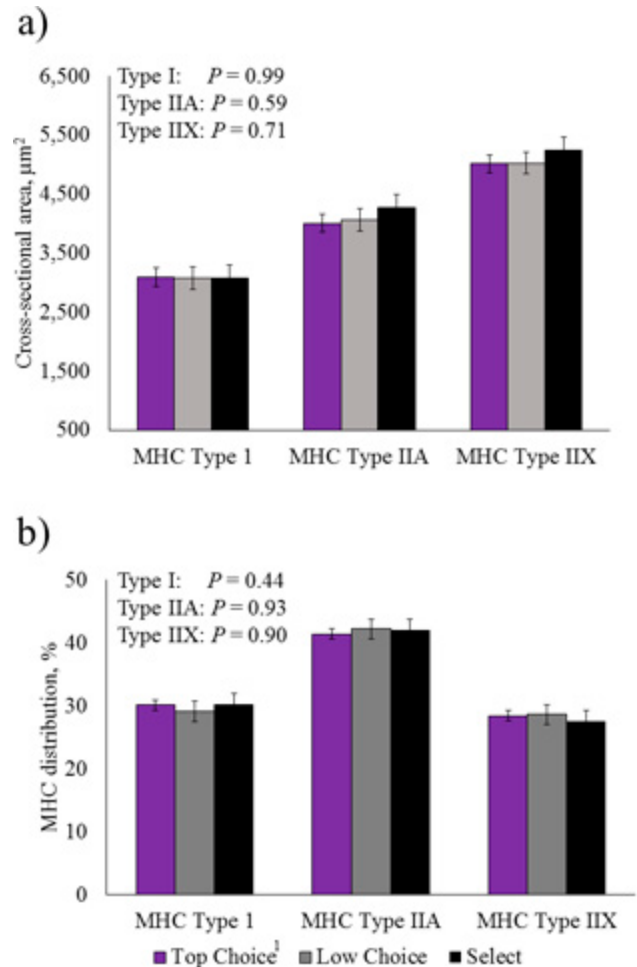 a)
6,500
5,500
4,500
3,500
2,500
1,500
500
Cross-sectional area, µm²
Type I: P = 0.99
Type IIA: P = 0.59
Type IIX: P = 0.71
MHC Type 1 MHC Type IIA MHC Type IIX
b)
50
40
30
20
10
0
MHC distribution, %
Type I: P = 0.44
Type IIA: P = 0.93
Type IIX: P = 0.90
MHC Type 1 MHC Type IIA MHC Type IIX
Top Choice¹ Low Choice Select